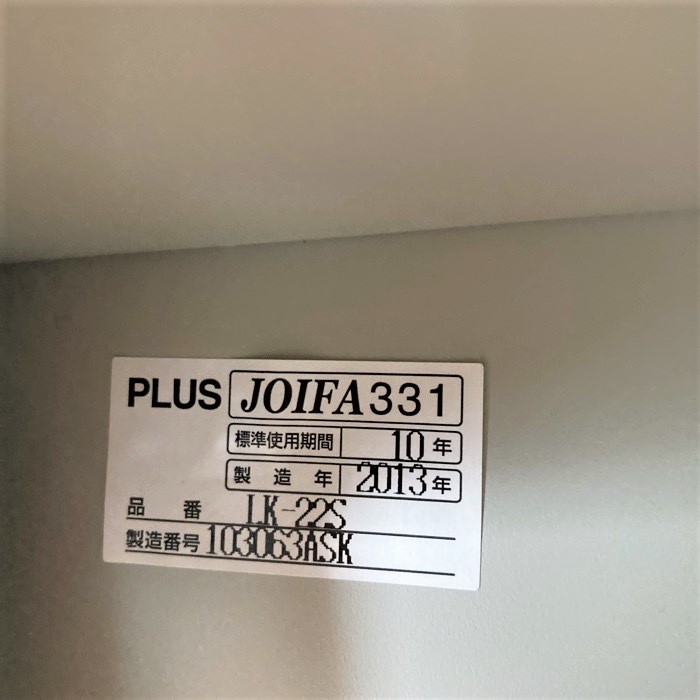 PLUS JOIFA331
標準使用期間 10年
製造年 2013年
品番 LK-22S
製造番号 103063ASK